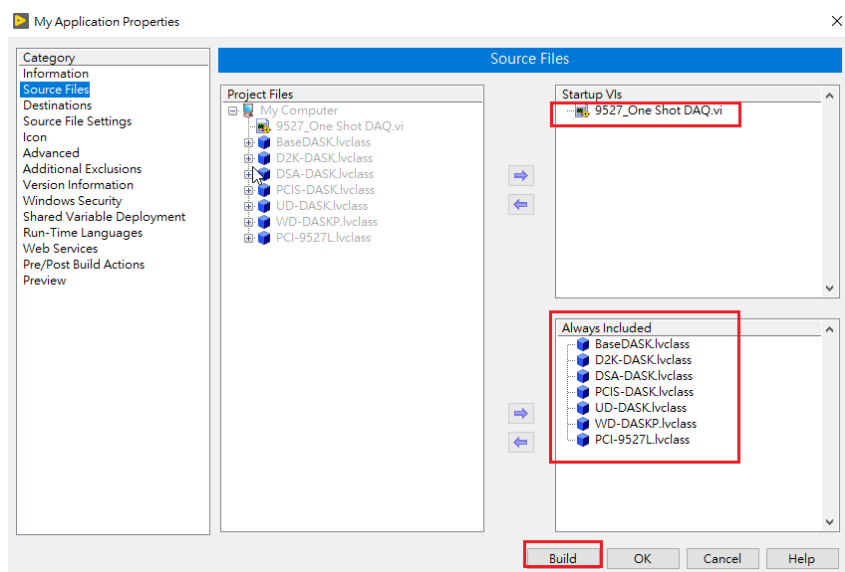 My Application Properties
Category
Information
Source Files
Destinations
Source File Settings
Icon
Advanced
Additional Exclusions
Version Information
Windows Security
Shared Variable Deployment
Run-Time Languages
Web Services
Pre/Post Build Actions
Preview
Source Files
Project Files
My Computer
9527_One Shot DAQ.vi
BaseDASK.lvclass
D2K-DASK.lvclass
DSA-DASK.lvclass
PCIS-DASK.lvclass
UD-DASK.lvclass
WD-DASKP.lvclass
PCI-9527L.lvclass
Startup VIs
9527_One Shot DAQ.vi
Always Included
BaseDASK.lvclass
D2K-DASK.lvclass
DSA-DASK.lvclass
PCIS-DASK.lvclass
UD-DASK.lvclass
WD-DASKP.lvclass
PCI-9527L.lvclass
Build OK Cancel Help